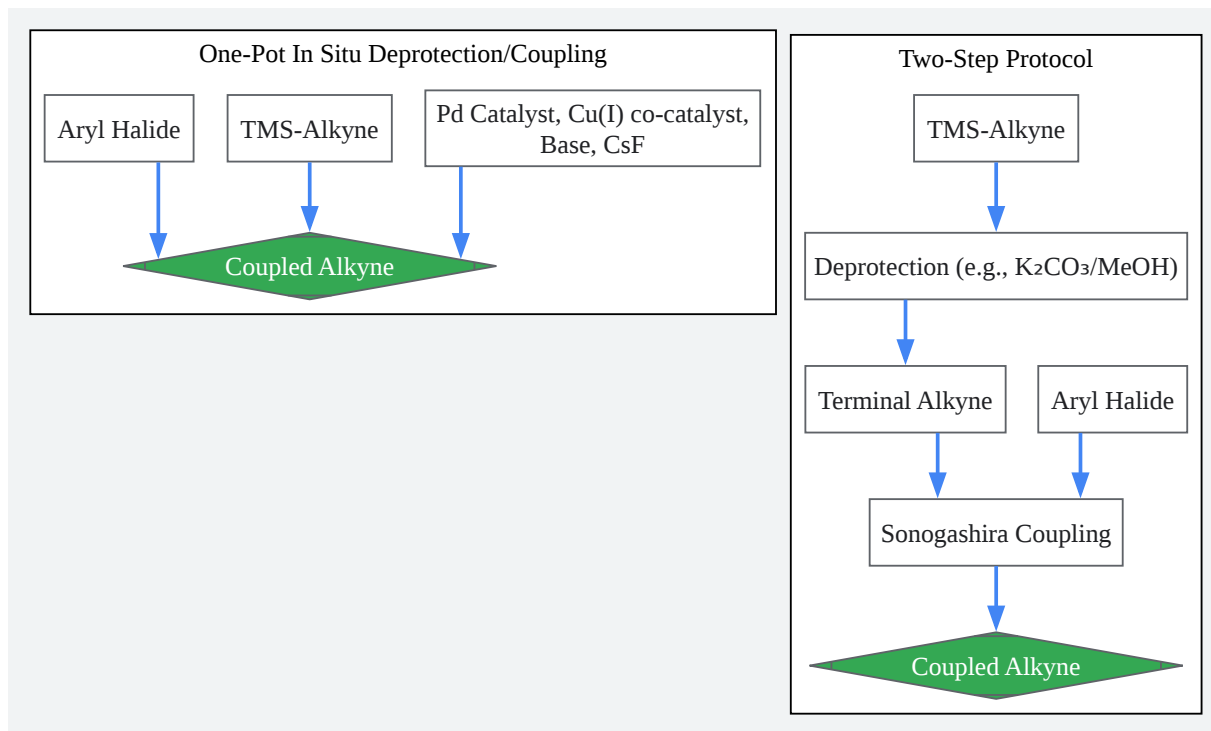 One-Pot In Situ Deprotection/Coupling
Aryl Halide
TMS-Alkyne
Pd Catalyst, Cu(I) co-catalyst,
Base, CsF
Coupled Alkyne
Two-Step Protocol
TMS-Alkyne
Deprotection (e.g., K₂CO₃/MeOH)
Terminal Alkyne
Aryl Halide
Sonogashira Coupling
Coupled Alkyne